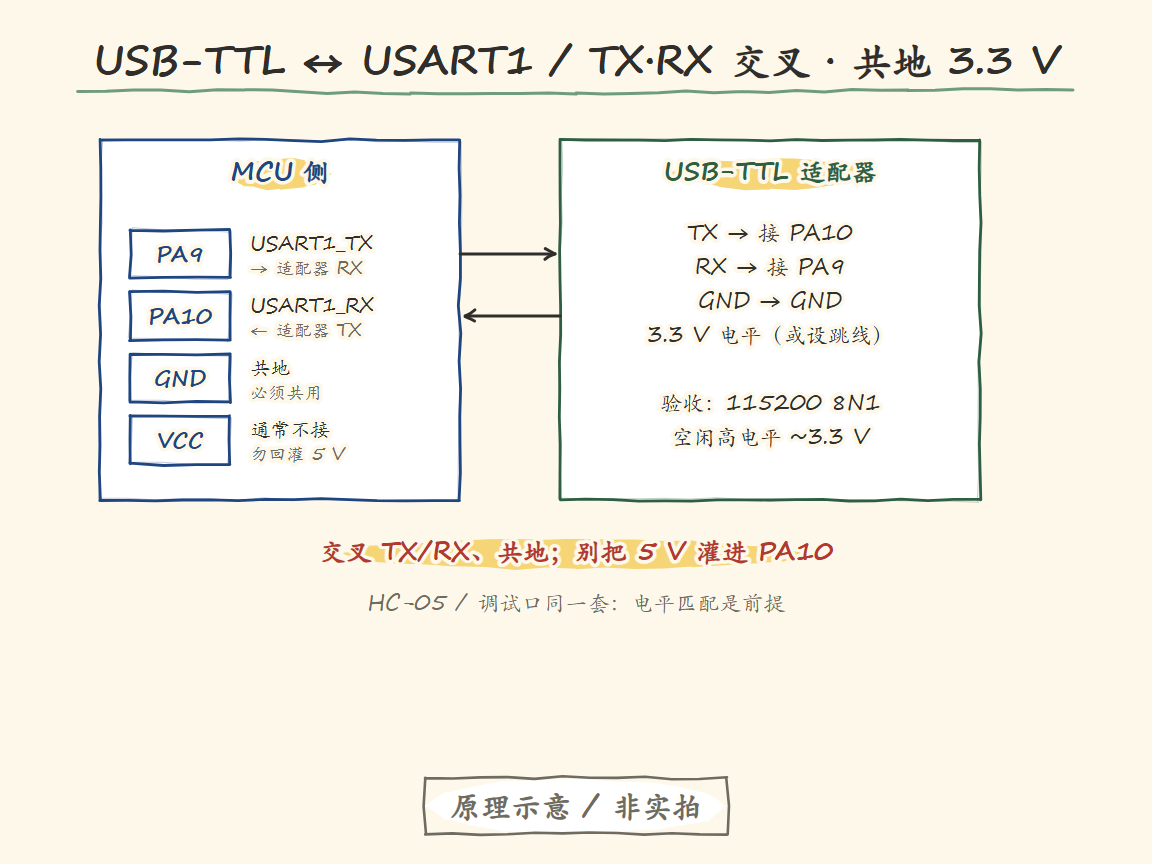 USB-TTL ↔ USART1 / TX·RX 交叉 · 共地 3.3 V
MCU 侧
PA9
USART1_TX
→ 适配器 RX
PA10
USART1_RX
← 适配器 TX
GND
共地
必须共用
VCC
通常不接
勿回灌 5 V
USB-TTL 适配器
TX → 接 PA10
RX → 接 PA9
GND → GND
3.3 V 电平（或设跳线）
验收：115200 8N1
空闲高电平 ~3.3 V
交叉 TX/RX、共地；别把 5 V 灌进 PA10
HC-05 / 调试口同一套：电平匹配是前提
原理示意 / 非实拍